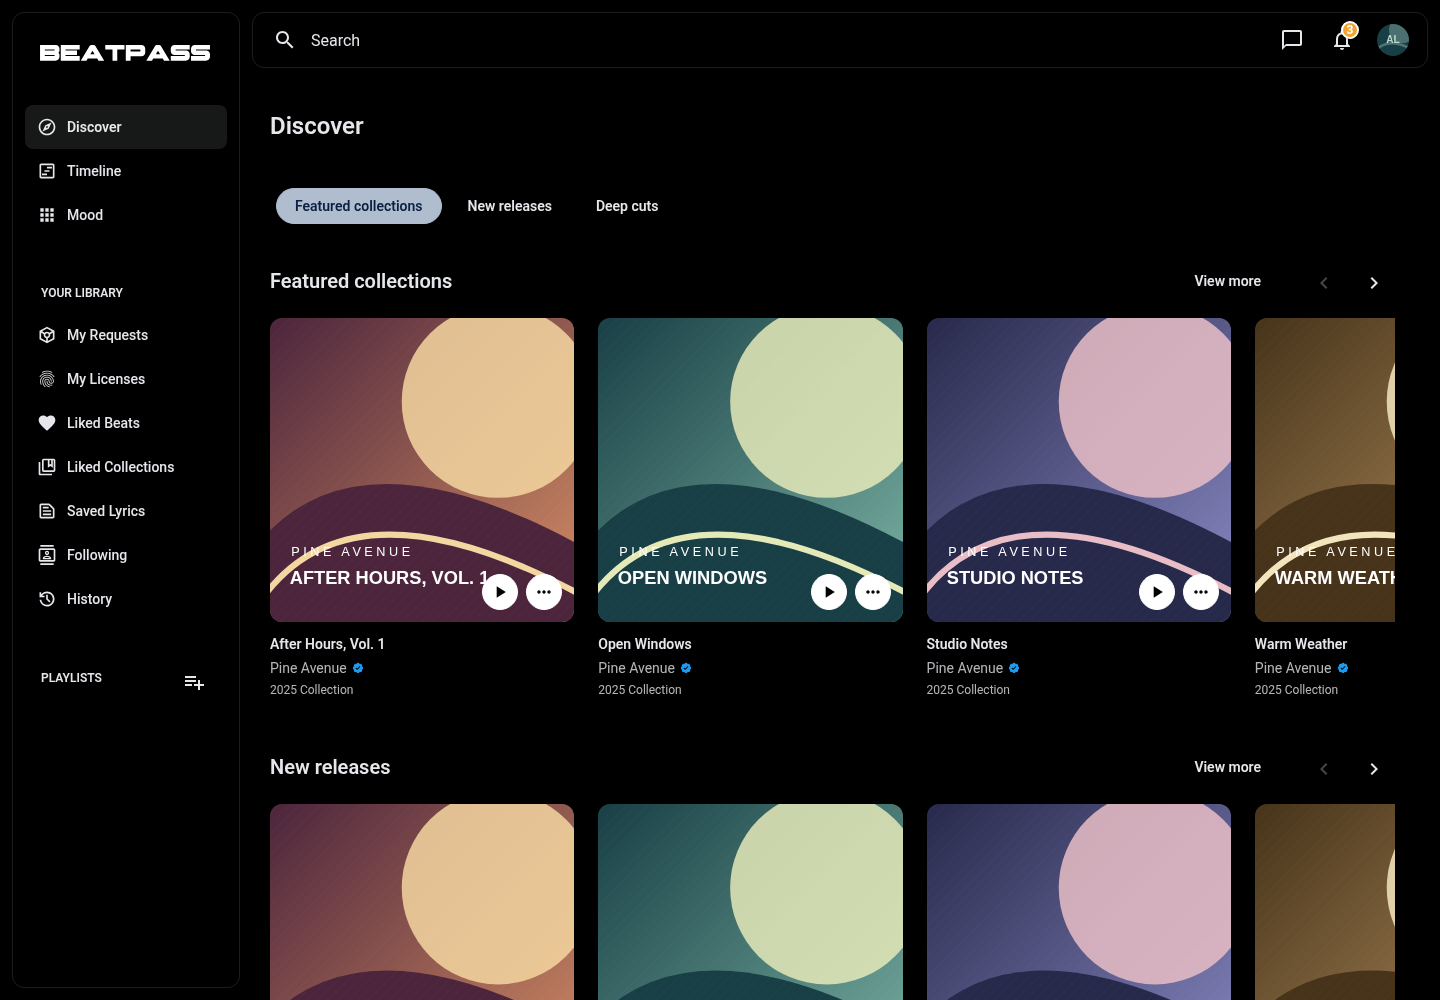 BEATPASS
Search
3
AL
Discover
Timeline
Mood
YOUR LIBRARY
My Requests
My Licenses
Liked Beats
Liked Collections
Saved Lyrics
Following
History
PLAYLISTS
Discover
Featured collections
New releases
Deep cuts
Featured collections
View more
PINE AVENUE
AFTER HOURS, VOL. 1
After Hours, Vol. 1
Pine Avenue
2025 Collection
PINE AVENUE
OPEN WINDOWS
Open Windows
Pine Avenue
2025 Collection
PINE AVENUE
STUDIO NOTES
Studio Notes
Pine Avenue
2025 Collection
PINE AVENUE
WARM WEATH
Warm Weather
Pine Avenue
2025 Collection
New releases
View more